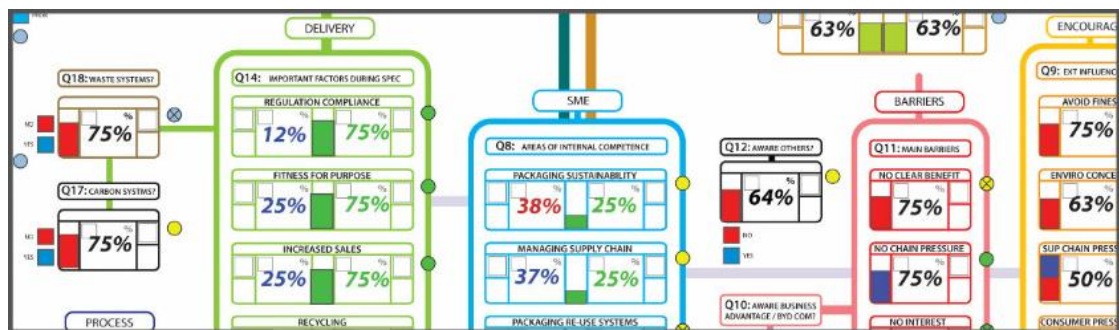 PRICES
DELIVERY
Q18: WASTE SYSTEMS?
%
75%
NO
YES
Q17: CARBON SYSTMS?
%
75%
NO
YES
PROCESS
Q14: IMPORTANT FACTORS DURING SPEC
REGULATION COMPLIANCE
% %
12% 75%
FITNESS FOR PURPOSE
% %
25% 75%
INCREASED SALES
% %
25% 75%
RECYCLING
SME
Q8: AREAS OF INTERNAL COMPETENCE
PACKAGING SUSTAINABILITY
% %
38% 25%
MANAGING SUPPLY CHAIN
% %
37% 25%
PACKAGING RE-USE SYSTEMS
63% 63%
Q12: AWARE OTHERS?
%
64%
NO
YES
Q10: AWARE BUSINESS
ADVANTAGE / BYD COM?
BARRIERS
Q11: MAIN BARRIERS
NO CLEAR BENEFIT
%
75%
NO CHAIN PRESSURE
%
75%
NO INTEREST
ENCOURAG
Q9: EXT INFLUENC
AVOID FINES
75%
ENVIRO CONCE
63%
SUP CHAIN PRESS
50%
CONSUMER PRES